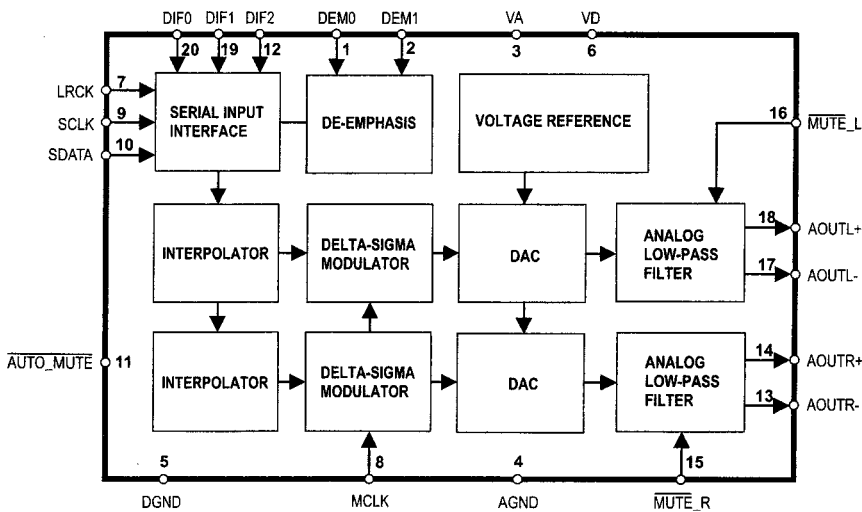 DIF0 DIF1 DIF2 DEM0 DEM1 VA VD
20 19 12 1 2 3 6
LRCK 7
SCLK 9
SDATA 10
SERIAL INPUT
INTERFACE
DE-EMPHASIS
VOLTAGE REFERENCE
16 MUTE_L
INTERPOLATOR
DELTA-SIGMA
MODULATOR
DAC
ANALOG
LOW-PASS
FILTER
18 AOUTL+
17 AOUTL-
AUTO_MUTE 11
INTERPOLATOR
DELTA-SIGMA
MODULATOR
DAC
ANALOG
LOW-PASS
FILTER
14 AOUTR+
13 AOUTR-
5 8 4 15
DGND MCLK AGND MUTE_R